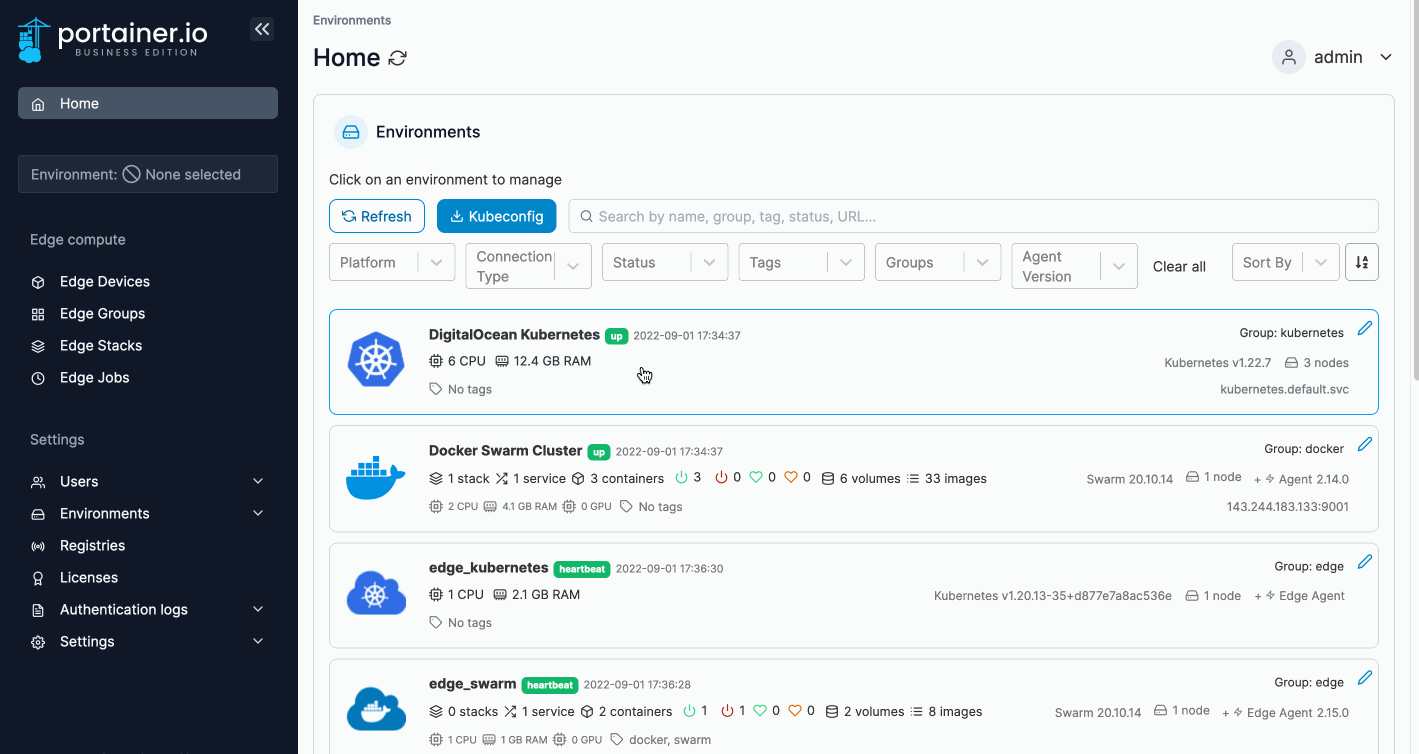 portainer.io
BUSINESS EDITION
Home
Environment: None selected
Edge compute
Edge Devices
Edge Groups
Edge Stacks
Edge Jobs
Settings
Users
Environments
Registries
Licenses
Authentication logs
Settings
Environments
Home
admin
Environments
Click on an environment to manage
Refresh
Kubeconfig
Search by name, group, tag, status, URL...
Platform
Connection
Type
Status
Tags
Groups
Agent
Version
Clear all
Sort By
DigitalOcean Kubernetes up 2022-09-01 17:34:37
Group: kubernetes
6 CPU 12.4 GB RAM
Kubernetes v1.22.7 3 nodes
No tags
kubernetes.default.svc
Docker Swarm Cluster up 2022-09-01 17:34:37
Group: docker
1 stack 1 service 3 containers 3 0 0 0 6 volumes 33 images
Swarm 20.10.14 1 node + Agent 2.14.0
2 CPU 4.1 GB RAM 0 GPU No tags
143.244.183.133:9001
edge_kubernetes heartbeat 2022-09-01 17:36:30
Group: edge
1 CPU 2.1 GB RAM
Kubernetes v1.20.13-35+d877e7a8ac536e 1 node + Edge Agent
No tags
edge_swarm heartbeat 2022-09-01 17:36:28
Group: edge
0 stacks 1 service 2 containers 1 1 0 0 2 volumes 8 images
Swarm 20.10.14 1 node + Edge Agent 2.15.0
1 CPU 1 GB RAM 0 GPU docker, swarm